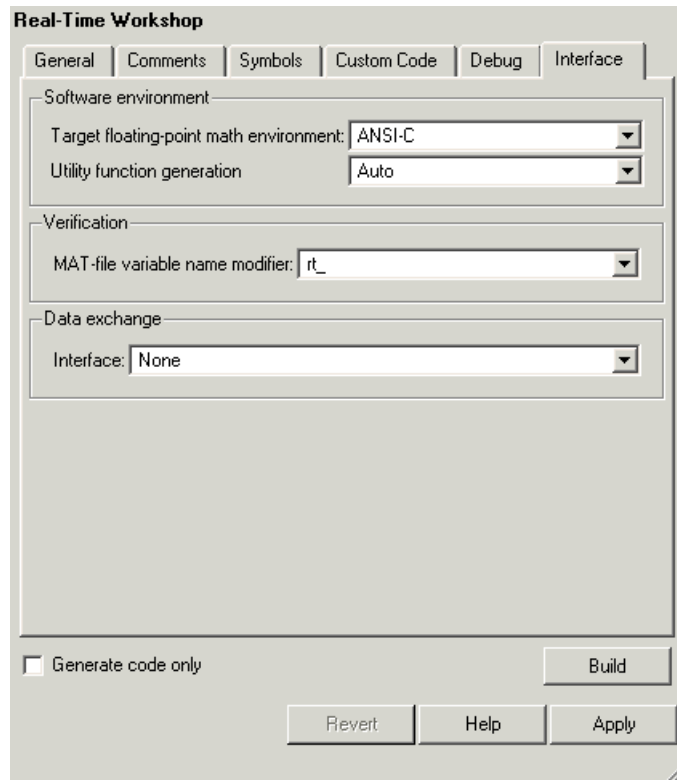 Real-Time Workshop
General Comments Symbols Custom Code Debug Interface
Software environment
Target floating-point math environment: ANSI-C
Utility function generation Auto
Verification
MAT-file variable name modifier: rt_
Data exchange
Interface: None
Generate code only Build
Revert Help Apply